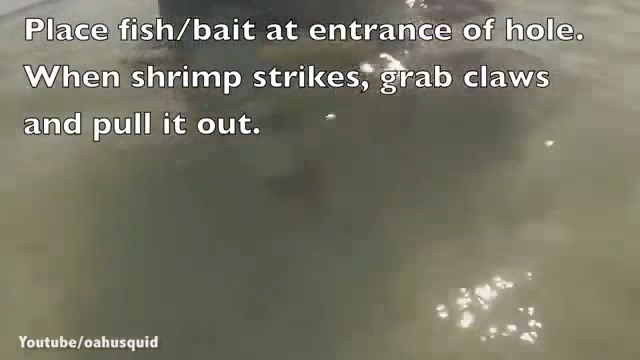 Place fish/bait at entrance of hole.
When shrimp strikes, grab claws
and pull it out.
Youtube/oahusquid